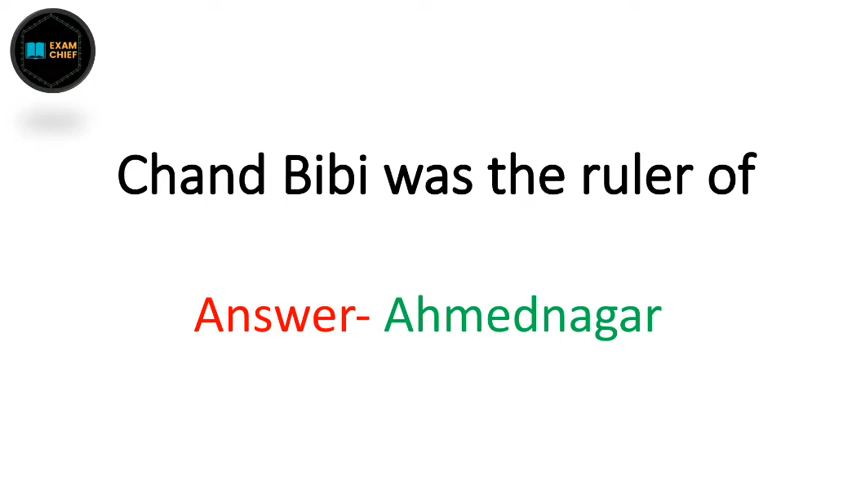 EXAM
CHIEF
Chand Bibi was the ruler of
Answer- Ahmednagar